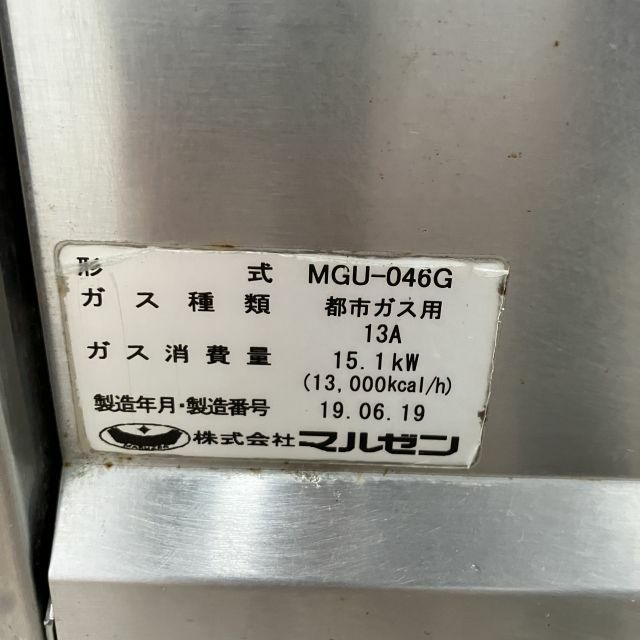 形式 MGU-046G
ガス種類 都市ガス用
13A
ガス消費量 15.1kW
(13,000kcal/h)
製造年月・製造番号 19.06.19
MARUZEN 株式会社 マルゼン